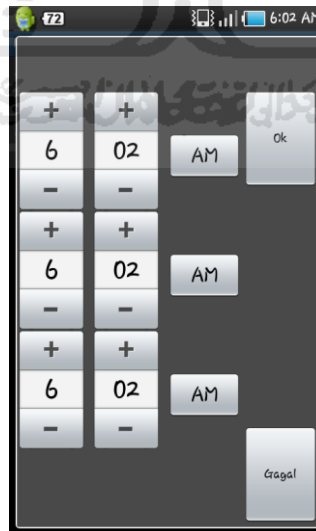 72 6:02 AM
+ +
6 02 AM Ok
- -
+ +
6 02 AM
- -
+ +
6 02 AM
- -
Gagal